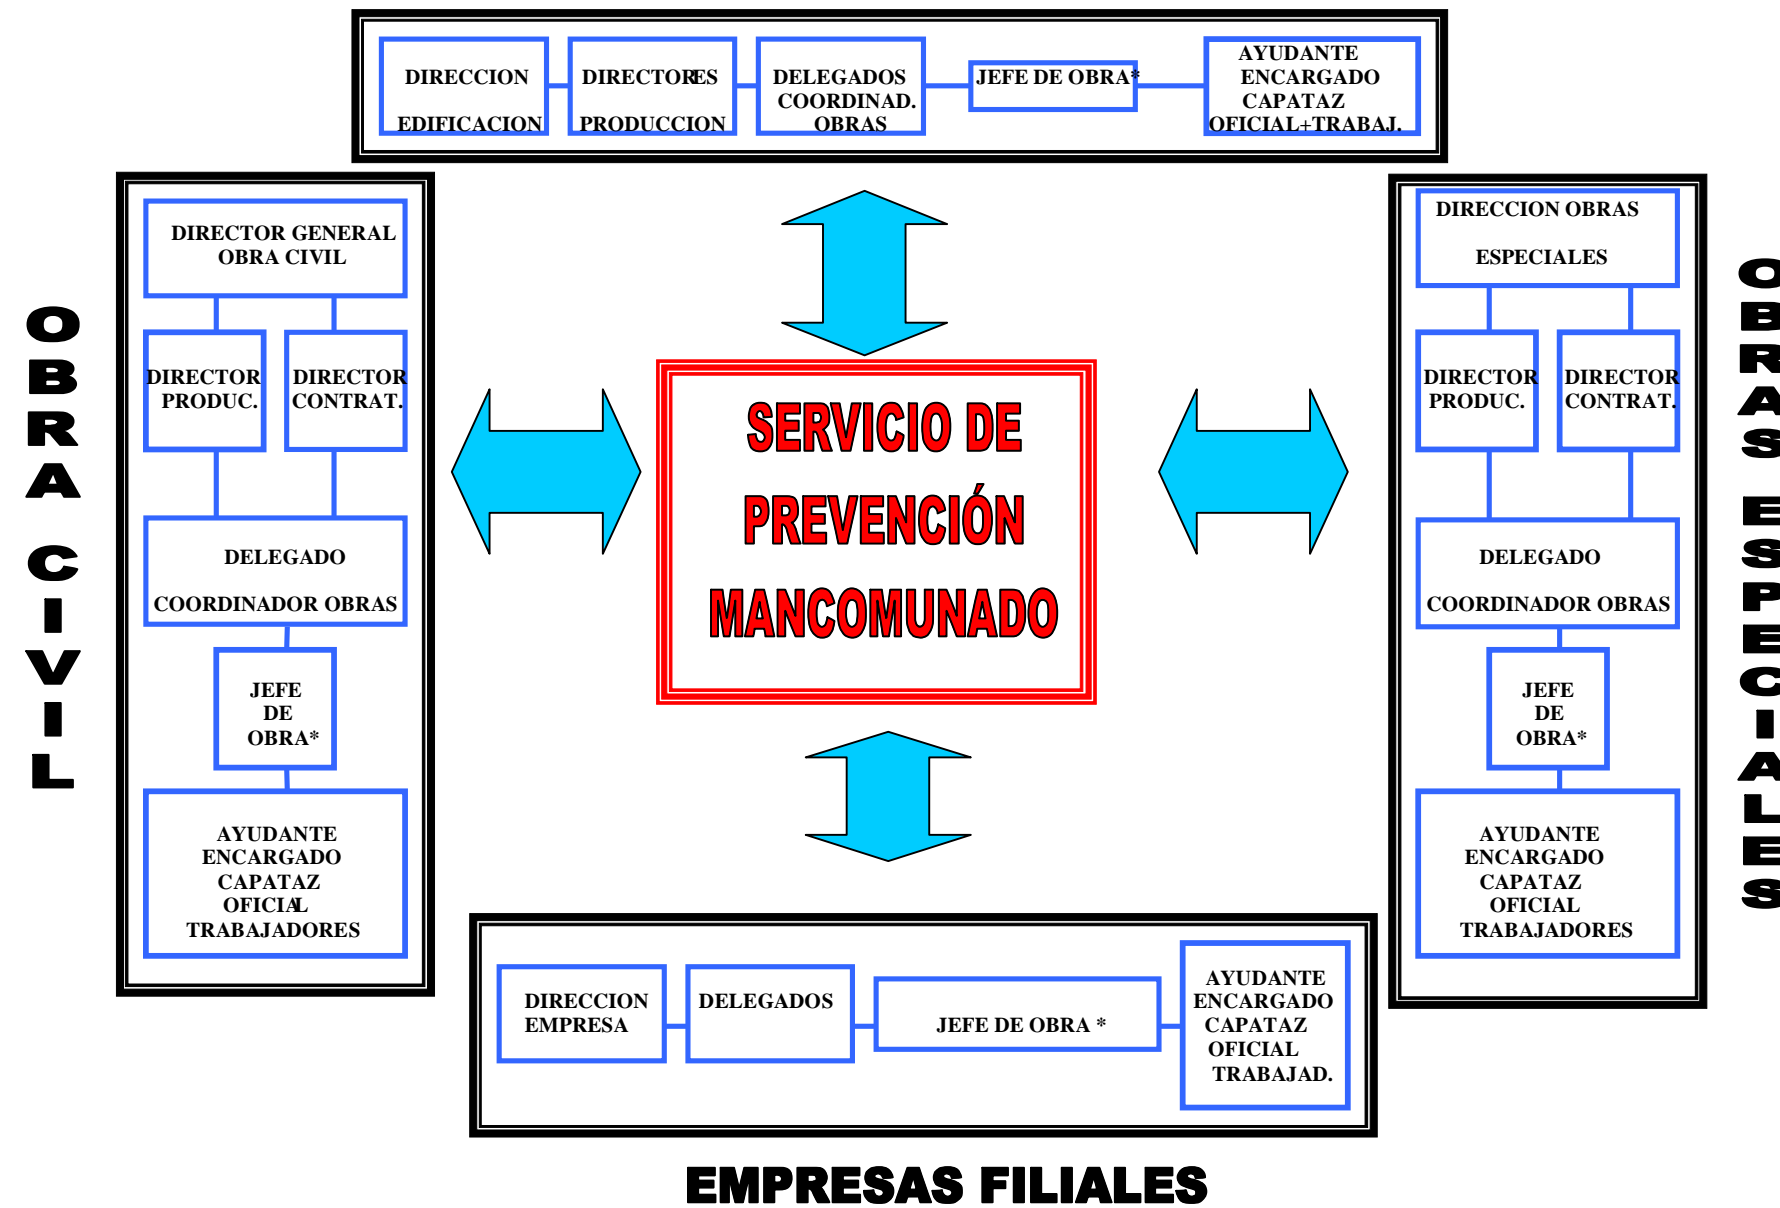 DIRECCION
EDIFICACION
DIRECTORES
PRODUCCION
DELEGADOS
COORDINAD.
OBRAS
JEFE DE OBRA*
AYUDANTE
ENCARGADO
CAPATAZ
OFICIAL+TRABAJ.
OBRA CIVIL
DIRECTOR GENERAL
OBRA CIVIL
DIRECTOR
PRODUC.
DIRECTOR
CONTRAT.
DELEGADO
COORDINADOR OBRAS
JEFE
DE
OBRA*
AYUDANTE
ENCARGADO
CAPATAZ
OFICIAL
TRABAJADORES
SERVICIO DE
PREVENCIÓN
MANCOMUNADO
DIRECCION OBRAS
ESPECIALES
DIRECTOR
PRODUC.
DIRECTOR
CONTRAT.
DELEGADO
COORDINADOR OBRAS
JEFE
DE
OBRA*
AYUDANTE
ENCARGADO
CAPATAZ
OFICIAL
TRABAJADORES
OBRAS ESPECIALES
DIRECCION
EMPRESA
DELEGADOS
JEFE DE OBRA *
AYUDANTE
ENCARGADO
CAPATAZ
OFICIAL
TRABAJAD.
EMPRESAS FILIALES